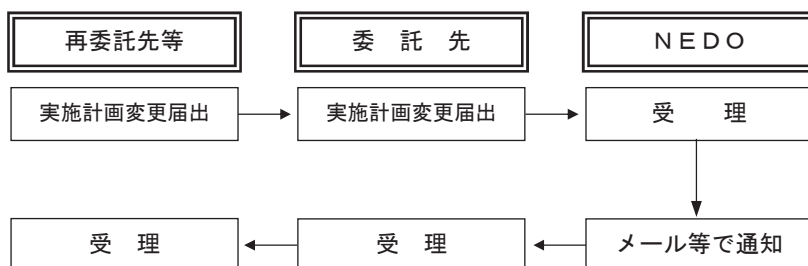 再委託先等　委　託　先　ＮＥＤＯ
実施計画変更届出　実施計画変更届出　受　　理
受　理　受　理　メール等で通知